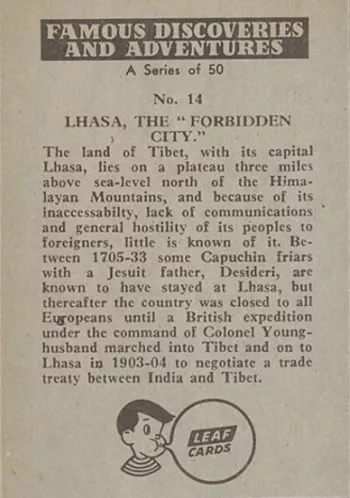 FAMOUS DISCOVERIES
AND ADVENTURES
A Series of 50
No. 14
LHASA, THE "FORBIDDEN
CITY."
The land of Tibet, with its capital
Lhasa, lies on a plateau three miles
above sea-level north of the Hima-
layan Mountains, and because of its
inaccessabilty, lack of communications
and general hostility of its peoples to
foreigners, little is known of it. Be-
tween 1705-33 some Capuchin friars
with a Jesuit father, Desideri, are
known to have stayed at Lhasa, but
thereafter the country was closed to all
Europeans until a British expedition
under the command of Colonel Young-
husband marched into Tibet and on to
Lhasa in 1903-04 to negotiate a trade
treaty between India and Tibet.
LEAF
CARDS